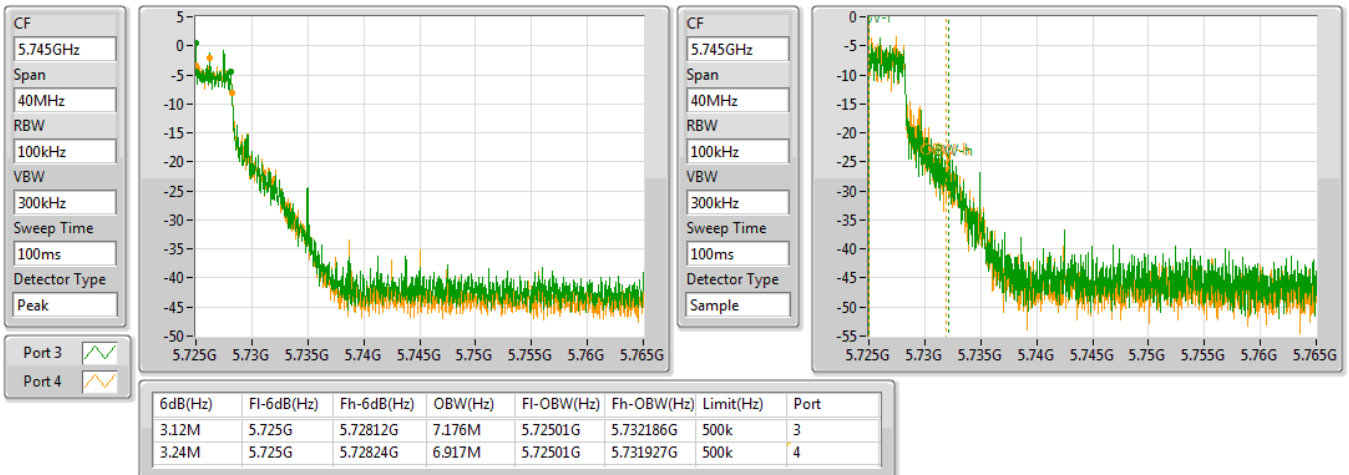 CF
5.745GHz
Span
40MHz
RBW
100kHz
VBW
300kHz
Sweep Time
100ms
Detector Type
Peak
Port 3
Port 4
5
0
-5
-10
-15
-20
-25
-30
-35
-40
-45
-50
5.725G 5.73G 5.735G 5.74G 5.745G 5.75G 5.755G 5.76G 5.765G
CF
5.745GHz
Span
40MHz
RBW
100kHz
VBW
300kHz
Sweep Time
100ms
Detector Type
Sample
0
-5
-10
-15
-20
-25
-30
-35
-40
-45
-50
-55
OBW-h
5.725G 5.73G 5.735G 5.74G 5.745G 5.75G 5.755G 5.76G 5.765G
6dB(Hz) Fl-6dB(Hz) Fh-6dB(Hz) OBW(Hz) Fl-OBW(Hz) Fh-OBW(Hz) Limit(Hz) Port
3.12M 5.725G 5.72812G 7.176M 5.72501G 5.732186G 500k 3
3.24M 5.725G 5.72824G 6.917M 5.72501G 5.731927G 500k 4